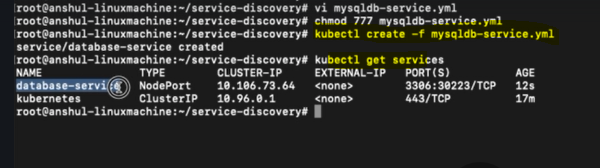 root@anshul-linuxmachine:~/service-discovery# vi mysqldb-service.yml
root@anshul-linuxmachine:~/service-discovery# chmod 777 mysqldb-service.yml
root@anshul-linuxmachine:~/service-discovery# kubectl create -f mysqldb-service.yml
service/database-service created
root@anshul-linuxmachine:~/service-discovery# kubectl get services
NAME TYPE CLUSTER-IP EXTERNAL-IP PORT(S) AGE
database-service NodePort 10.106.73.64 <none> 3306:30223/TCP 12s
kubernetes ClusterIP 10.96.0.1 <none> 443/TCP 17m
root@anshul-linuxmachine:~/service-discovery#